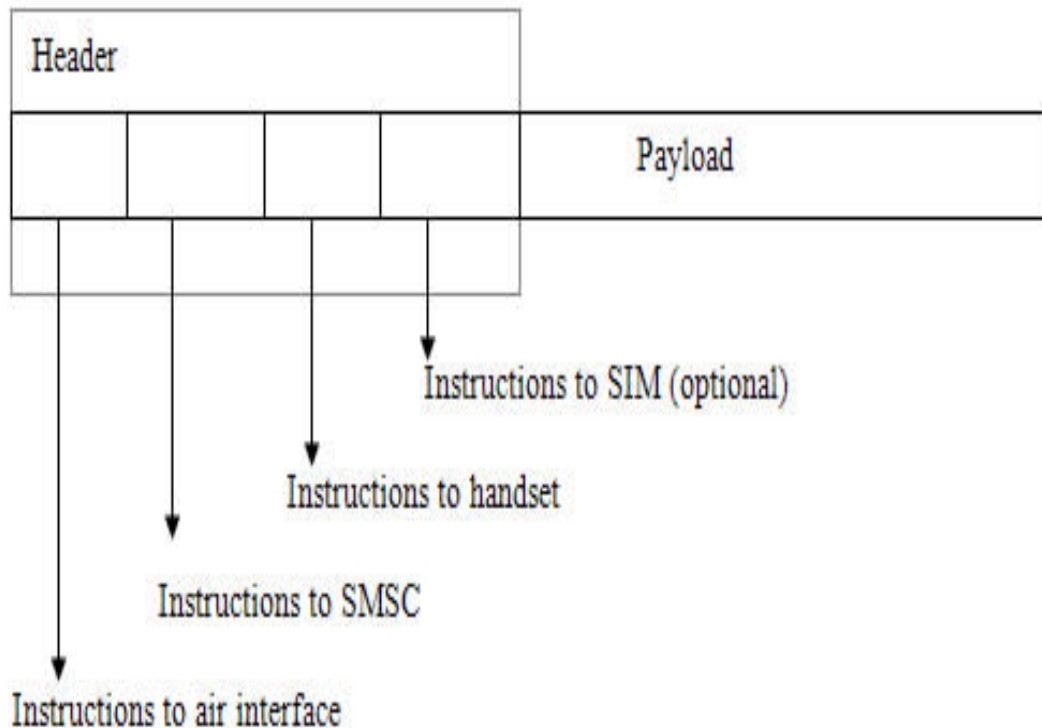 Header
Payload
Instructions to SIM (optional)
Instructions to handset
Instructions to SMSC
Instructions to air interface